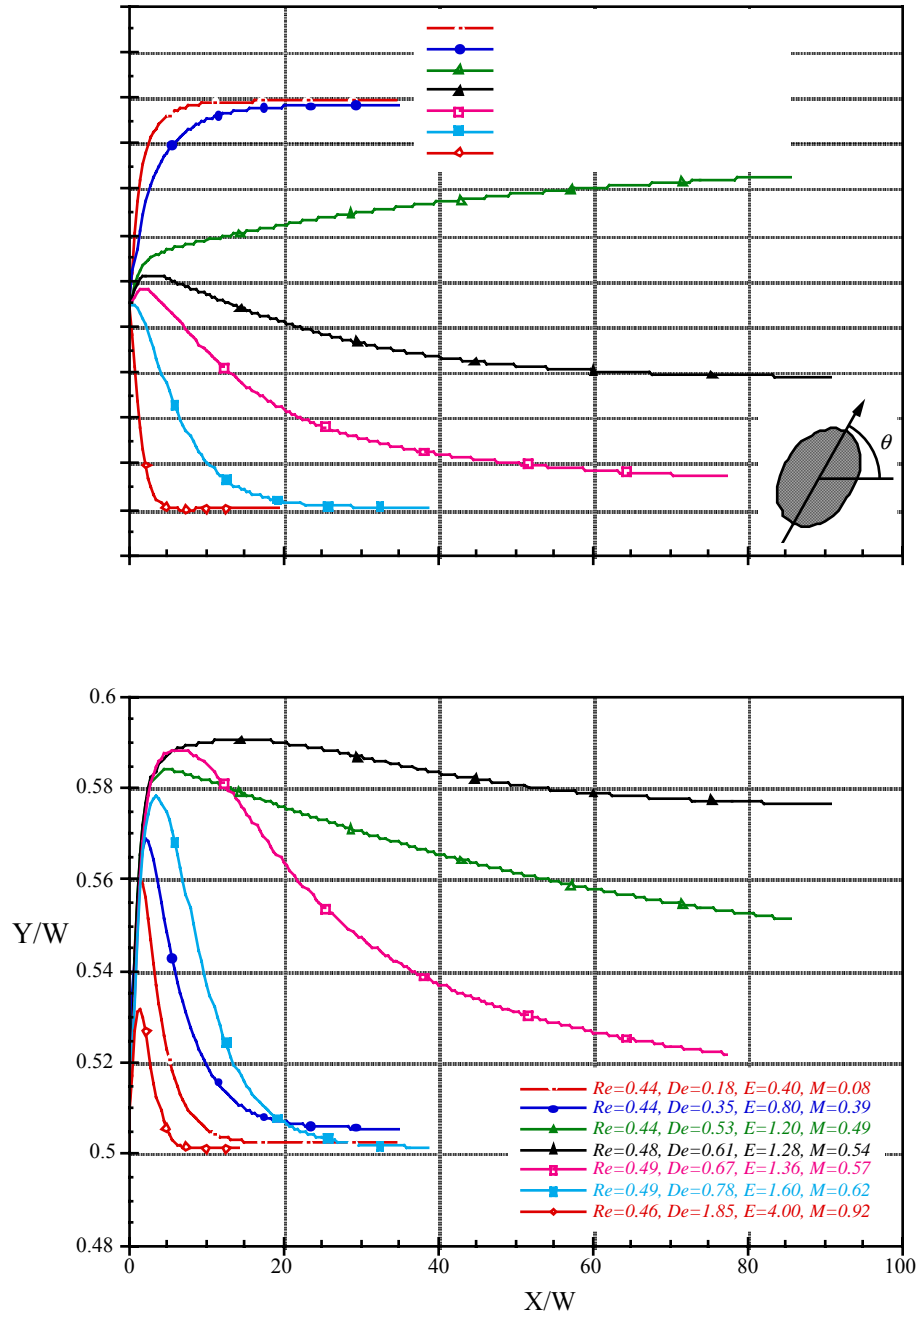 θ
0.6
0.58
0.56
Y/W
0.54
0.52
Re=0.44, De=0.18, E=0.40, M=0.08
Re=0.44, De=0.35, E=0.80, M=0.39
Re=0.44, De=0.53, E=1.20, M=0.49
Re=0.48, De=0.61, E=1.28, M=0.54
Re=0.49, De=0.67, E=1.36, M=0.57
Re=0.49, De=0.78, E=1.60, M=0.62
Re=0.46, De=1.85, E=4.00, M=0.92
0.5
0.48
0 20 40 60 80 100
X/W